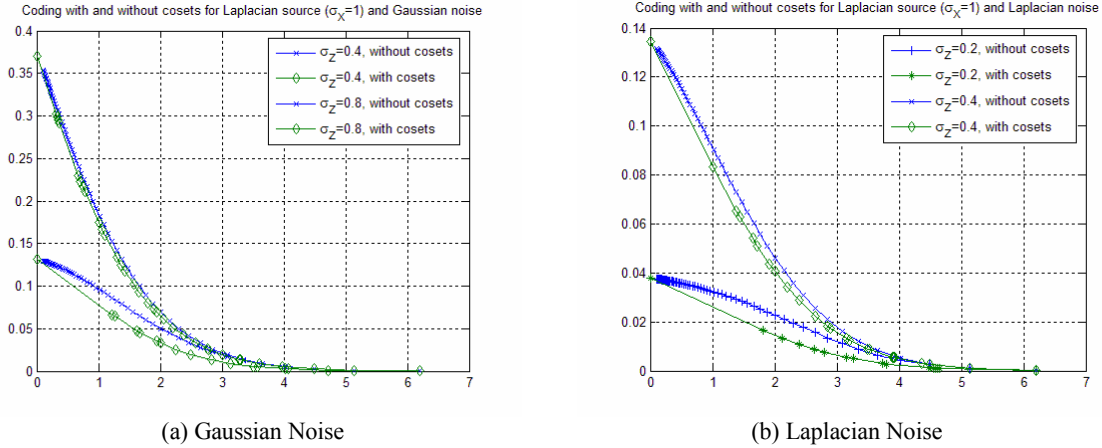 Coding with and without cosets for Laplacian source (σX=1) and Gaussian noise
0.4
0.35
0.3
0.25
0.2
0.15
0.1
0.05
0
0 1 2 3 4 5 6 7
σZ=0.4, without cosets
σZ=0.4, with cosets
σZ=0.8, without cosets
σZ=0.8, with cosets
(a) Gaussian Noise
Coding with and without cosets for Laplacian source (σX=1) and Laplacian noise
0.14
0.12
0.1
0.08
0.06
0.04
0.02
0
0 1 2 3 4 5 6 7
σZ=0.2, without cosets
σZ=0.2, with cosets
σZ=0.4, without cosets
σZ=0.4, with cosets
(b) Laplacian Noise